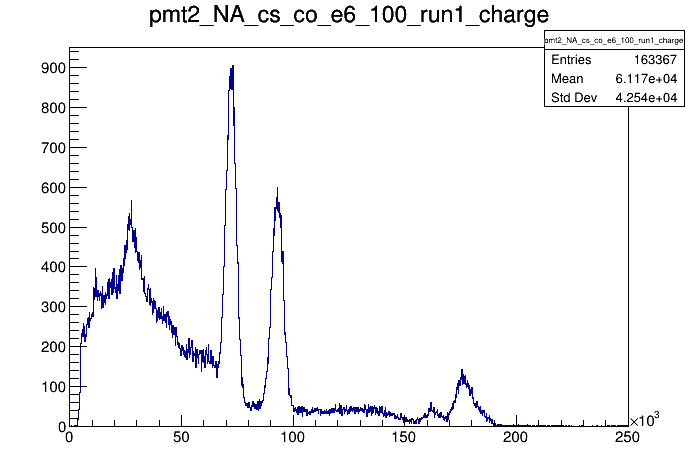 pmt2_NA_cs_co_e6_100_run1_charge
pmt2_NA_cs_co_e6_100_run1_charge
Entries 163367
Mean 6.117e+04
Std Dev 4.254e+04
900
800
700
600
500
400
300
200
100
0
0 50 100 150 200 250
×10³